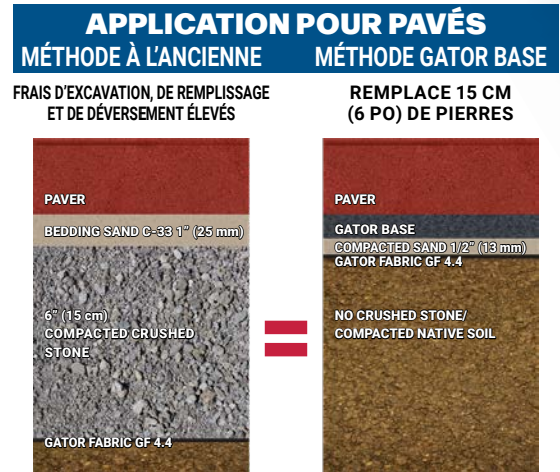 APPLICATION POUR PAVÉS
MÉTHODE À L'ANCIENNE
FRAIS D'EXCAVATION, DE REMPLISSAGE
ET DE DÉVERSEMENT ÉLEVÉS
PAVER
BEDDING SAND C-33 1" (25 mm)
6" (15 cm)
COMPACTED CRUSHED
STONE
GATOR FABRIC GF 4.4
=
MÉTHODE GATOR BASE
REMPLACE 15 CM
(6 PO) DE PIERRES
PAVER
GATOR BASE
COMPACTED SAND 1/2" (13 mm)
GATOR FABRIC GF 4.4
NO CRUSHED STONE/
COMPACTED NATIVE SOIL